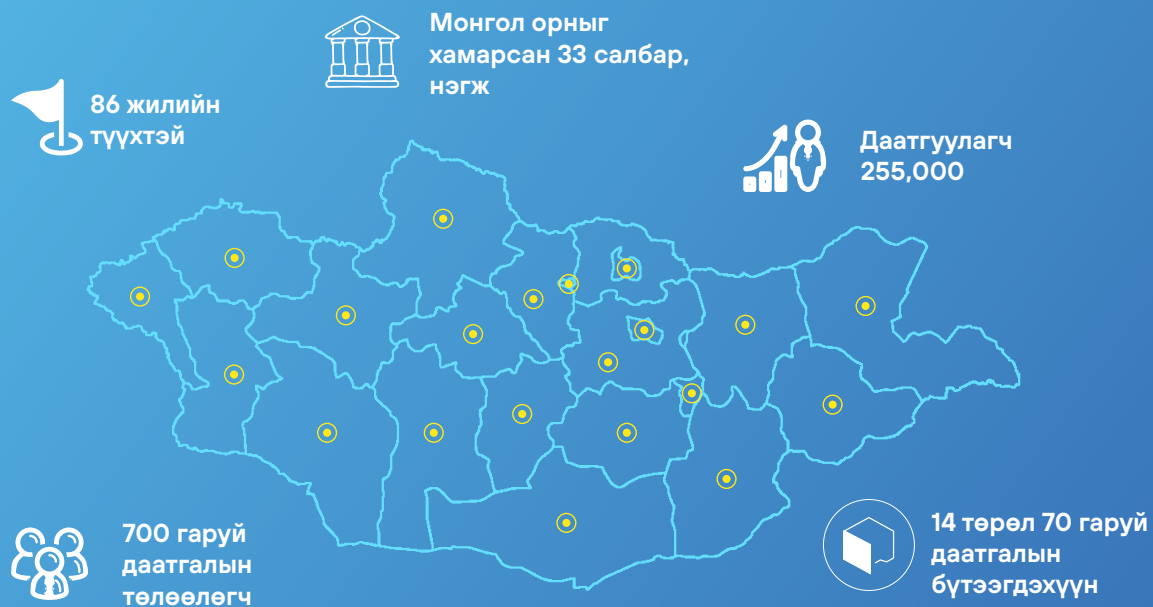 Монгол орныг
хамарсан 33 салбар,
нэгж
86 жилийн
түүхтэй
Даатгуулагч
255,000
700 гаруй
даатгалын
төлөөлөгч
14 төрөл 70 гаруй
даатгалын
бүтээгдэхүүн